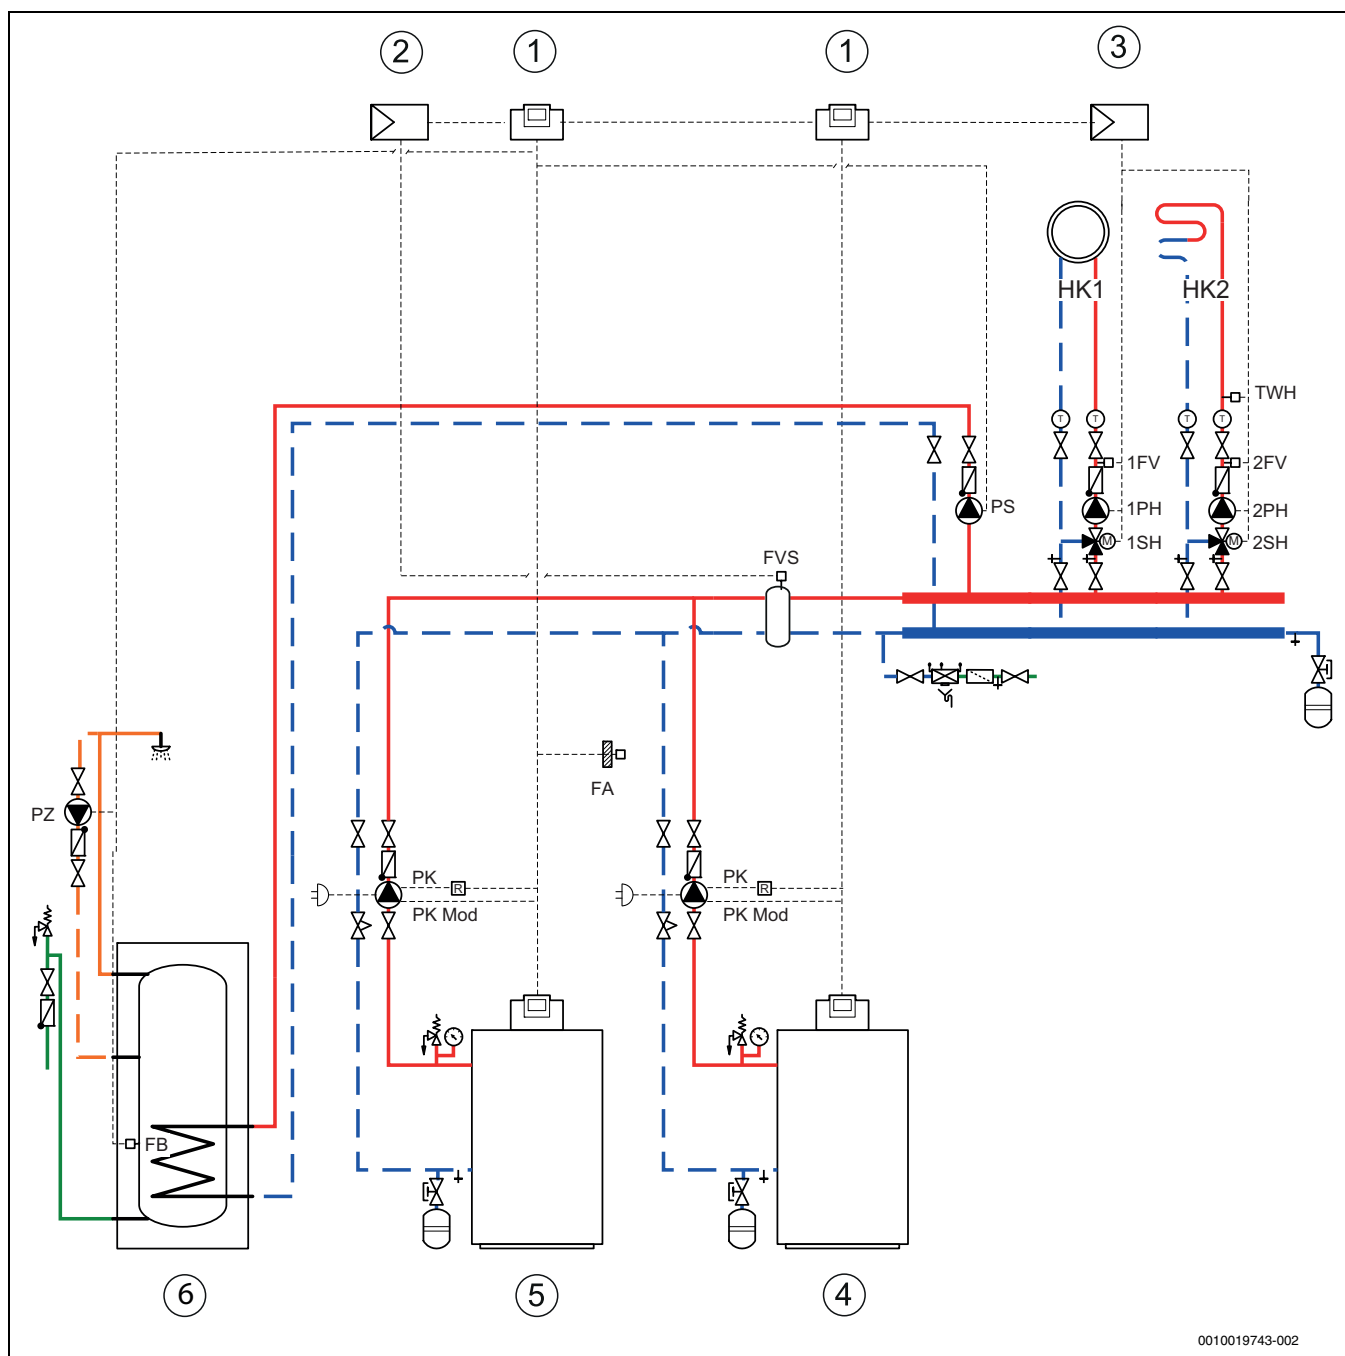 2
1
1
3
HK1
HK2
TWH
T
T
T
T
1FV
2FV
PS
1PH
2PH
M
1SH
M
2SH
FVS
FA
PZ
PK
R
PK Mod
PK
R
PK Mod
FB
6
5
4
0010019743-002